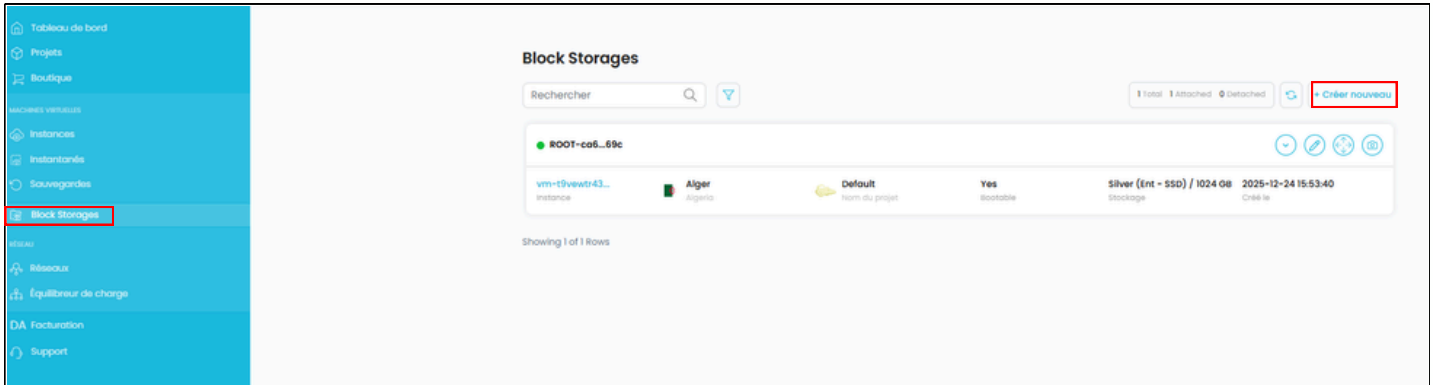 Tableau de bord
Projets
Boutique
MACHINES VIRTUELLES
Instances
Instantanés
Sauvegardes
Block Storages
RÉSEAU
Réseaux
Équilibreur de charge
DA Facturation
Support
Block Storages
Rechercher
1 Total 1 Attached 0 Detached
+ Créer nouveau
ROOT-ca6...69c
vm-t9vewtr43... Alger Default Yes Silver (Ent - SSD) / 1024 GB 2025-12-24 15:53:40
Instance Algeria Nom du projet Bootable Stockage Créé le
Showing 1 of 1 Rows